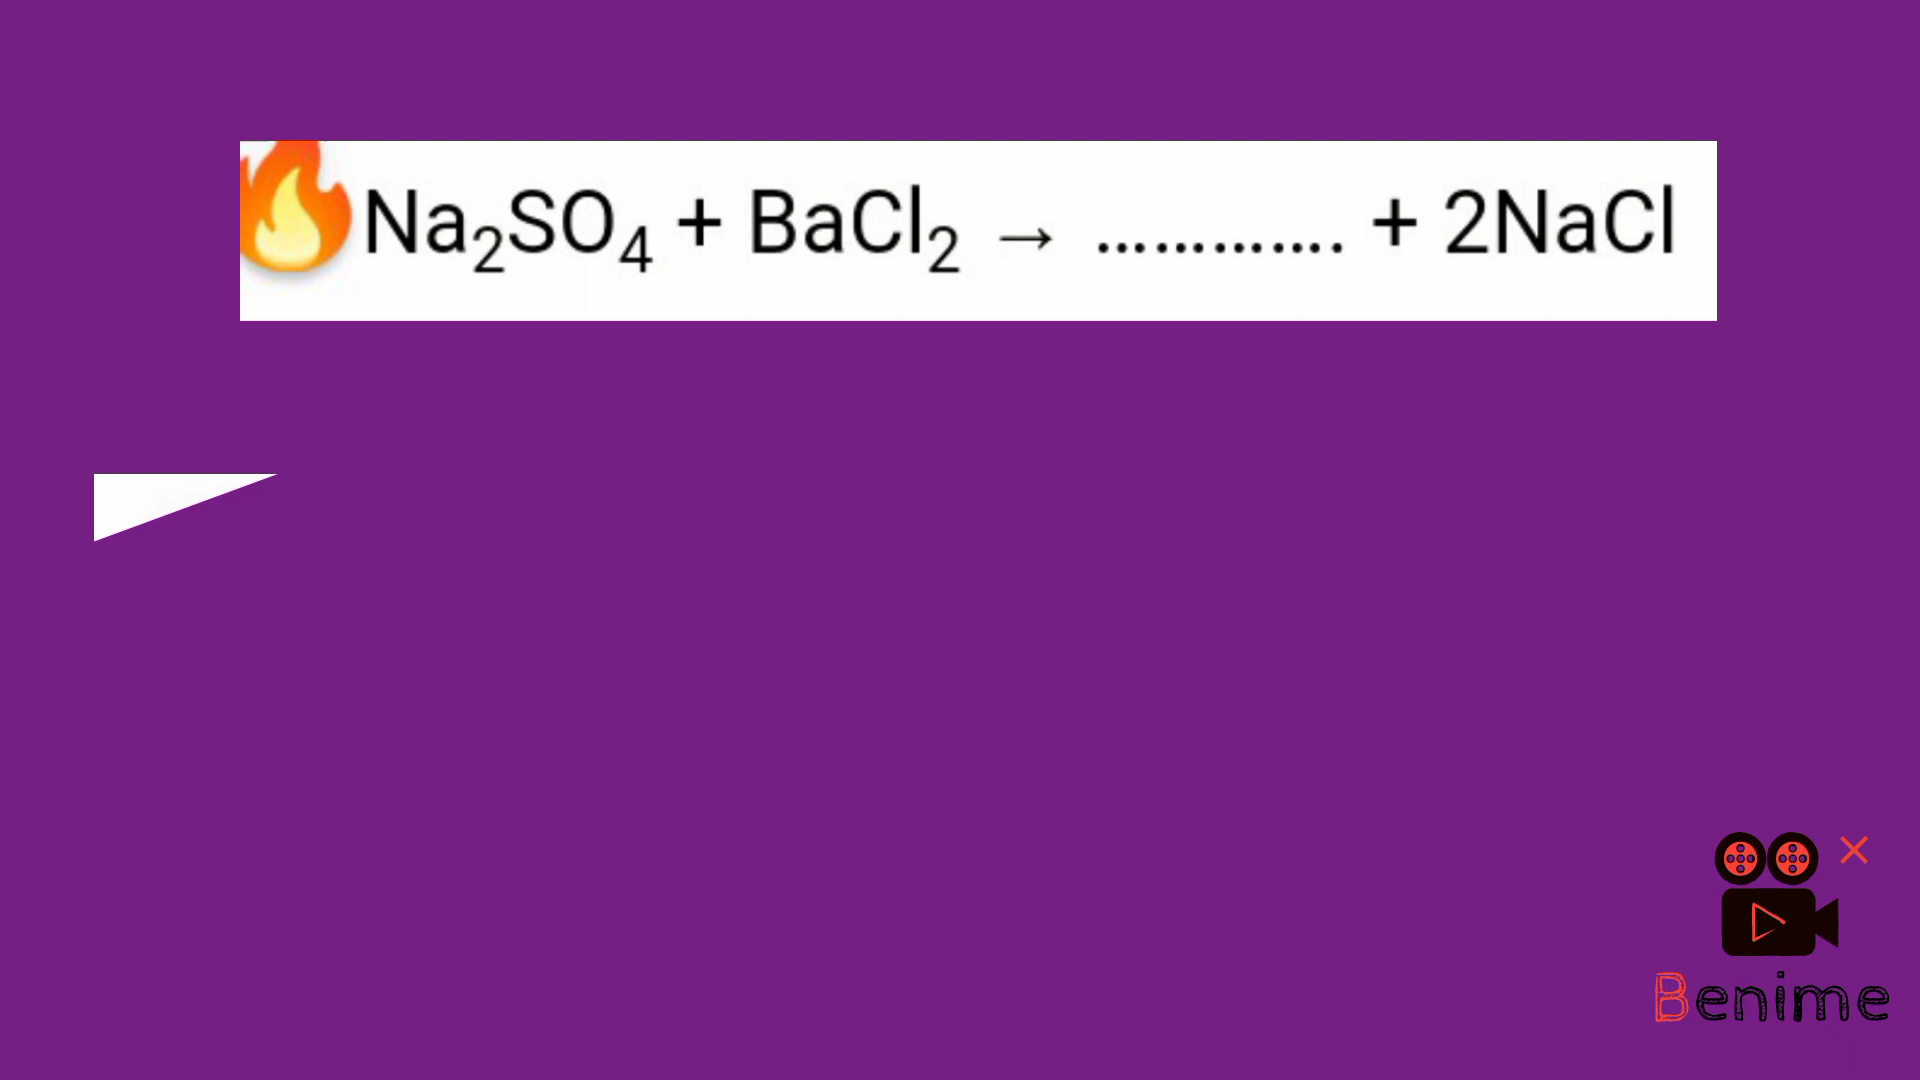 Na₂SO₄ + BaCl₂ → ............. + 2NaCl
Benime